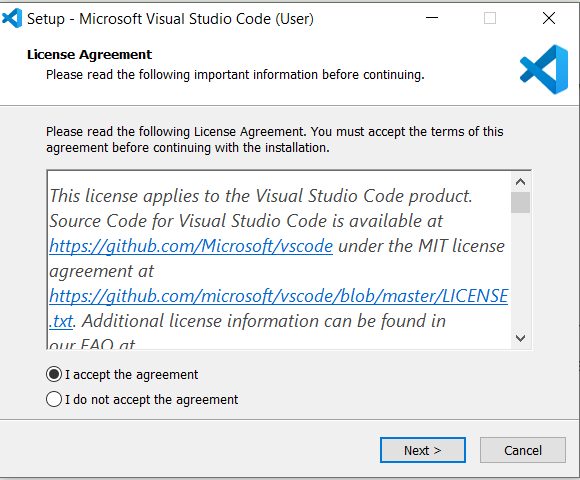 Setup - Microsoft Visual Studio Code (User)
License Agreement
Please read the following important information before continuing.
Please read the following License Agreement. You must accept the terms of this
agreement before continuing with the installation.
This license applies to the Visual Studio Code product.
Source Code for Visual Studio Code is available at
https://github.com/Microsoft/vscode under the MIT license
agreement at
https://github.com/microsoft/vscode/blob/master/LICENSE
.txt. Additional license information can be found in
our FAQ at
I accept the agreement
I do not accept the agreement
Next >
Cancel